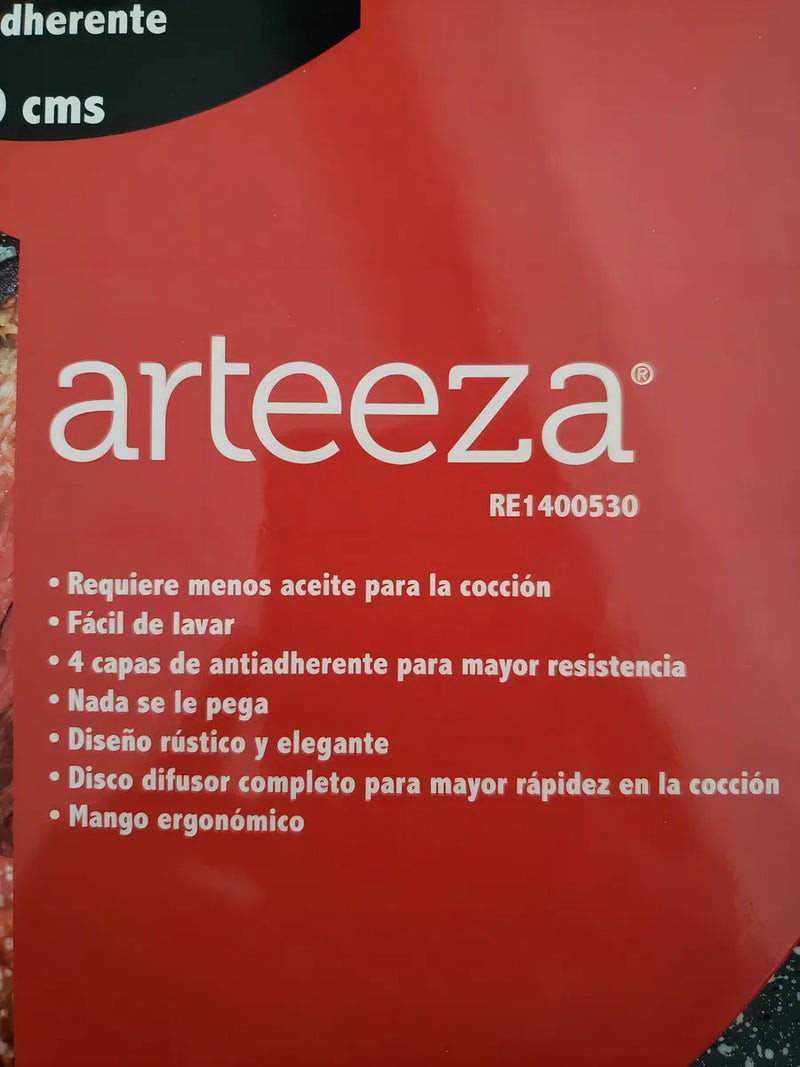 dherente
cms
arteeza®
RE1400530
• Requiere menos aceite para la cocción
• Fácil de lavar
• 4 capas de antiadherente para mayor resistencia
• Nada se le pega
• Diseño rústico y elegante
• Disco difusor completo para mayor rápidez en la cocción
• Mango ergonómico